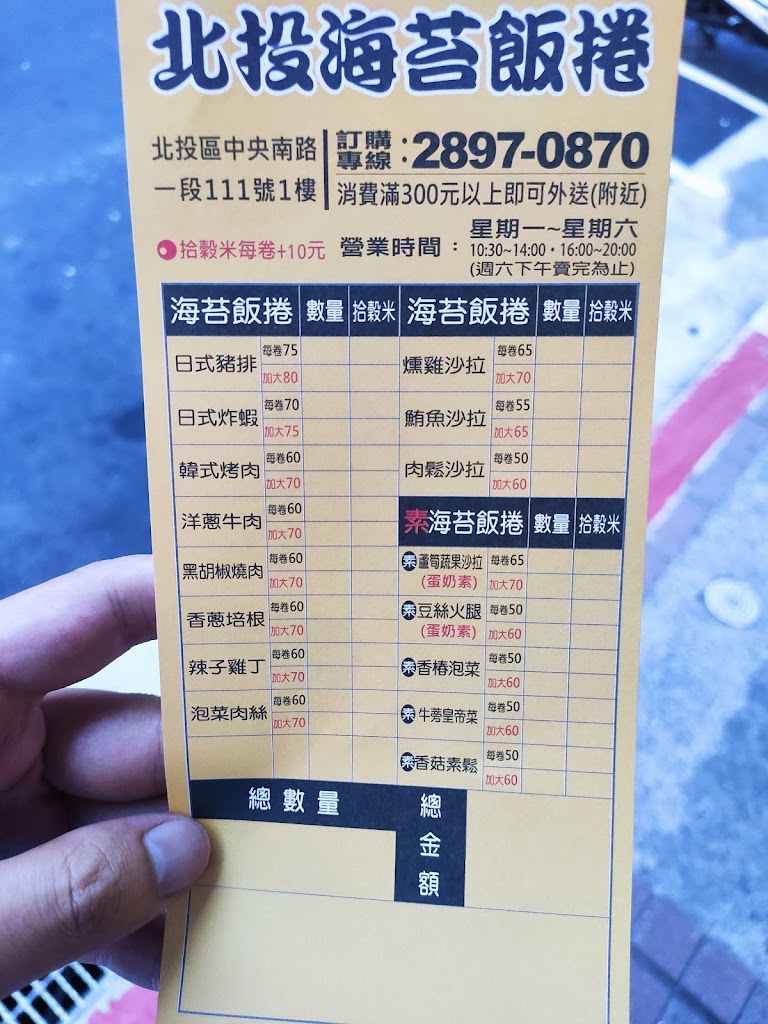 北投海苔飯捲
北投區中央南路
一段111號1樓
訂購專線：2897-0870
消費滿300元以上即可外送(附近)
拾穀米每卷+10元
營業時間：
星期一~星期六
10:30~14:00・16:00~20:00
(週六下午賣完為止)
海苔飯捲 數量 拾穀米
日式豬排 每卷75
加大80
日式炸蝦 每卷70
加大75
韓式烤肉 每卷60
加大70
洋蔥牛肉 每卷60
加大70
黑胡椒燒肉 每卷60
加大70
香蔥培根 每卷60
加大70
辣子雞丁 每卷60
加大70
泡菜肉絲 每卷60
加大70
海苔飯捲 數量 拾穀米
燻雞沙拉 每卷65
加大70
鮪魚沙拉 每卷55
加大65
肉鬆沙拉 每卷50
加大60
素海苔飯捲 數量 拾穀米
素 蘆筍蔬果沙拉 每卷65
(蛋奶素) 加大70
素 豆絲火腿 每卷50
(蛋奶素) 加大60
素 香椿泡菜 每卷50
加大60
素 牛蒡皇帝菜 每卷50
加大60
素 香菇素鬆 每卷50
加大60
總數量
總金額